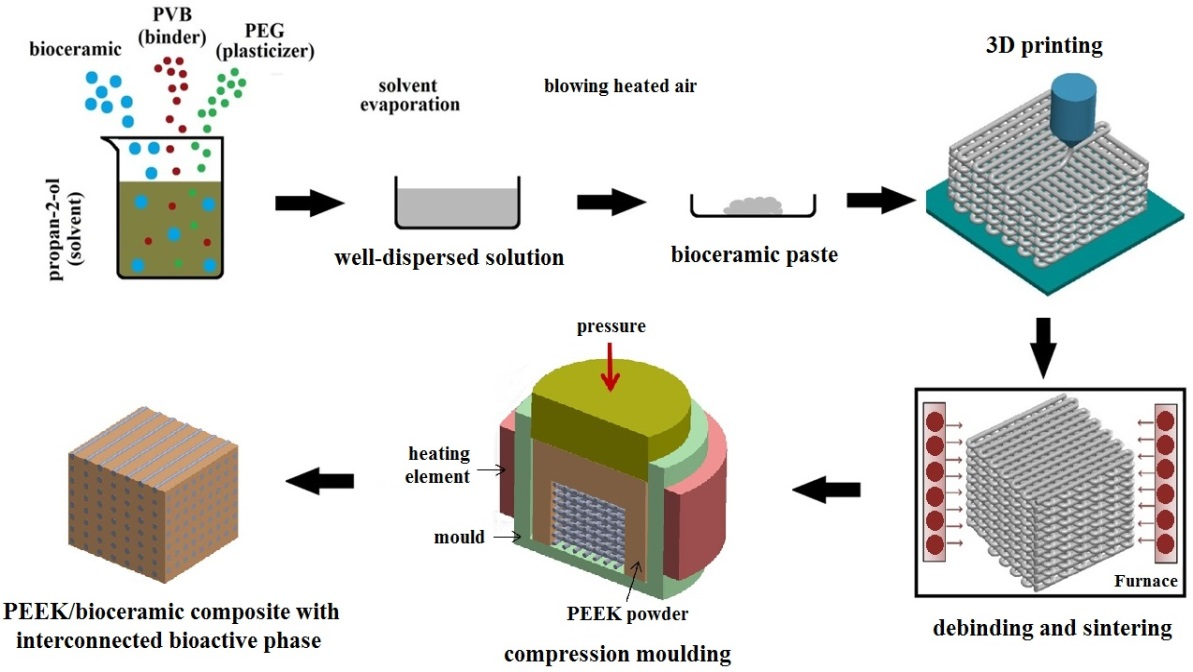 bioceramic
PVB
(binder)
PEG
(plasticizer)
propan-2-ol
(solvent)
solvent
evaporation
well-dispersed solution
blowing heated air
bioceramic paste
3D printing
Furnace
debinding and sintering
pressure
heating
element
mould
PEEK powder
compression moulding
PEEK/bioceramic composite with
interconnected bioactive phase